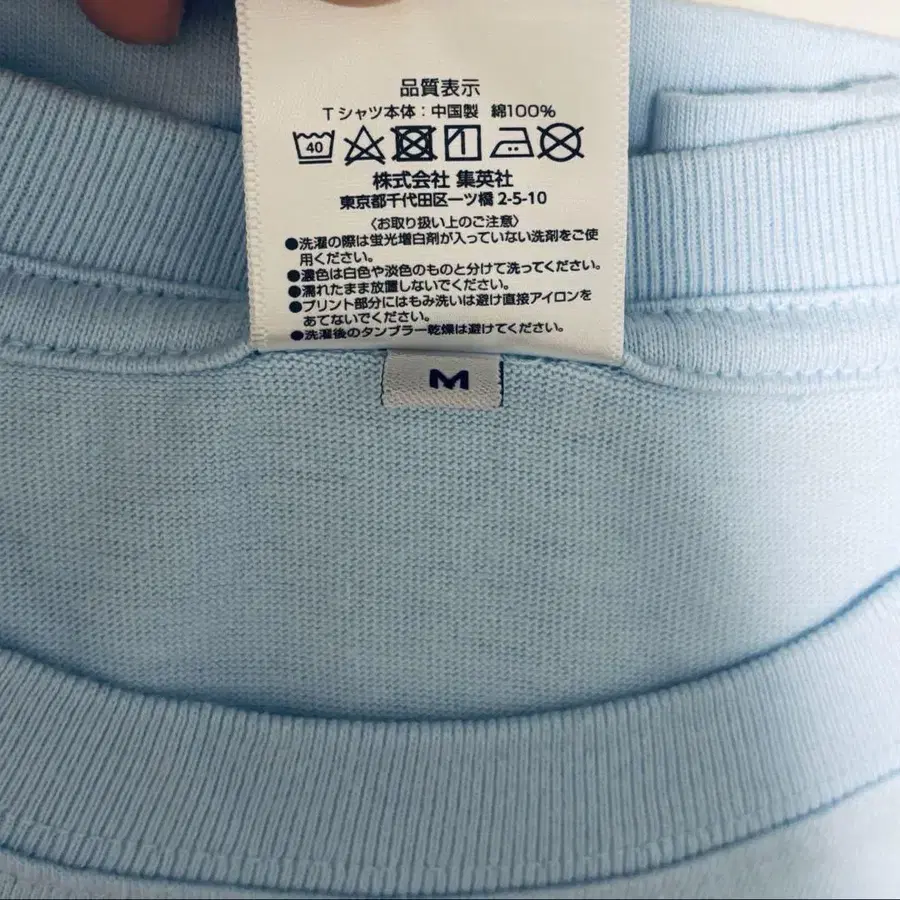 品質表示
Tシャツ本体：中国製 綿100%
40
株式会社 集英社
東京都千代田区一ツ橋 2-5-10
〈お取り扱い上のご注意〉
●洗濯の際は蛍光増白剤が入っていない洗剤をご使
用ください。
●濃色は白色や淡色のものと分けて洗ってください。
●濡れたまま放置しないでください。
●プリント部分にはもみ洗いは避け直接アイロンを
あてないでください。
●洗濯後のタンブラー乾燥は避けてください。
M